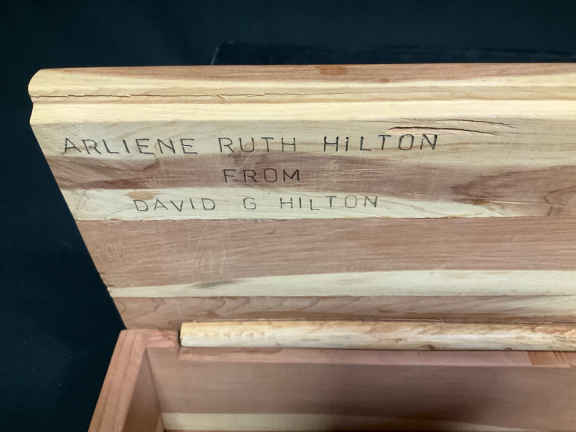 ARLIENE RUTH HiLTON
FROM
DAVID G HILTON